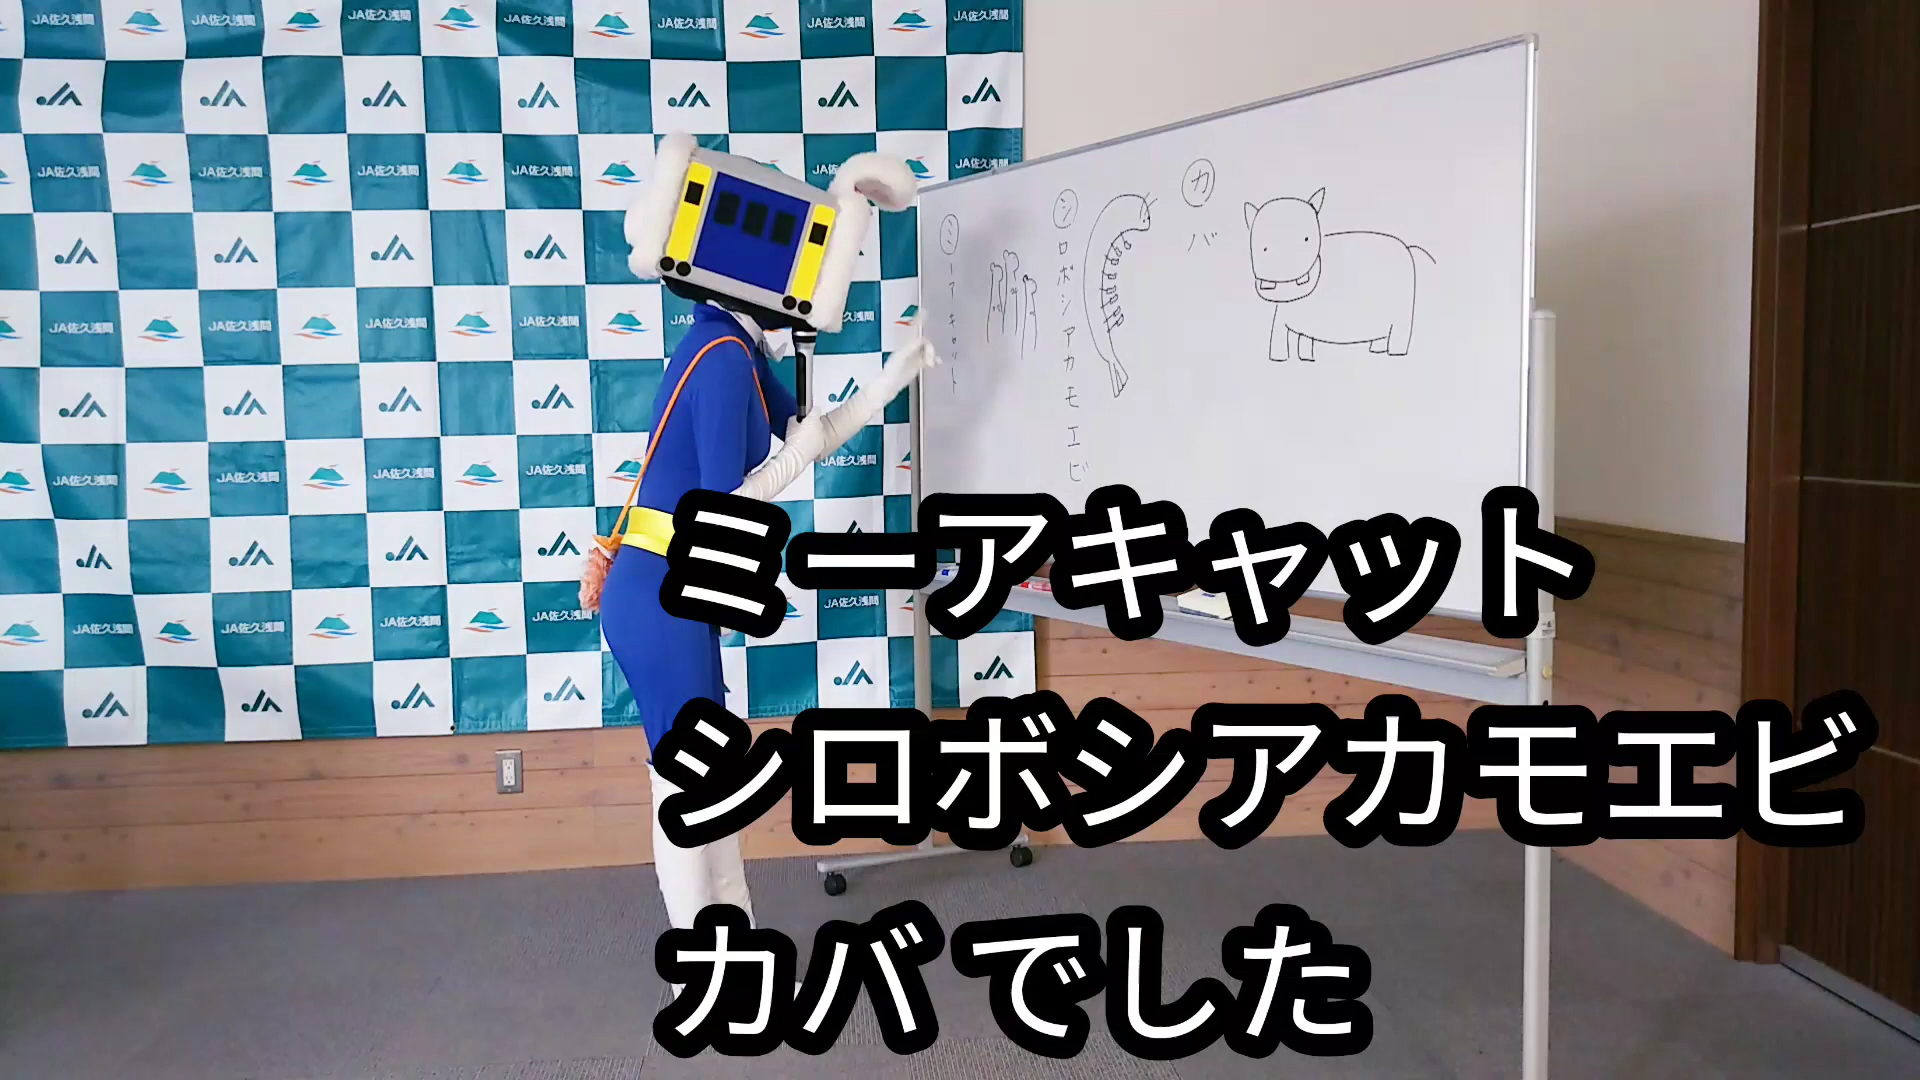 JA佐久浅間
ミーアキャット
シロボシアカモエビ
カバ
ミーアキャット
シロボシアカモエビ
カバ でした